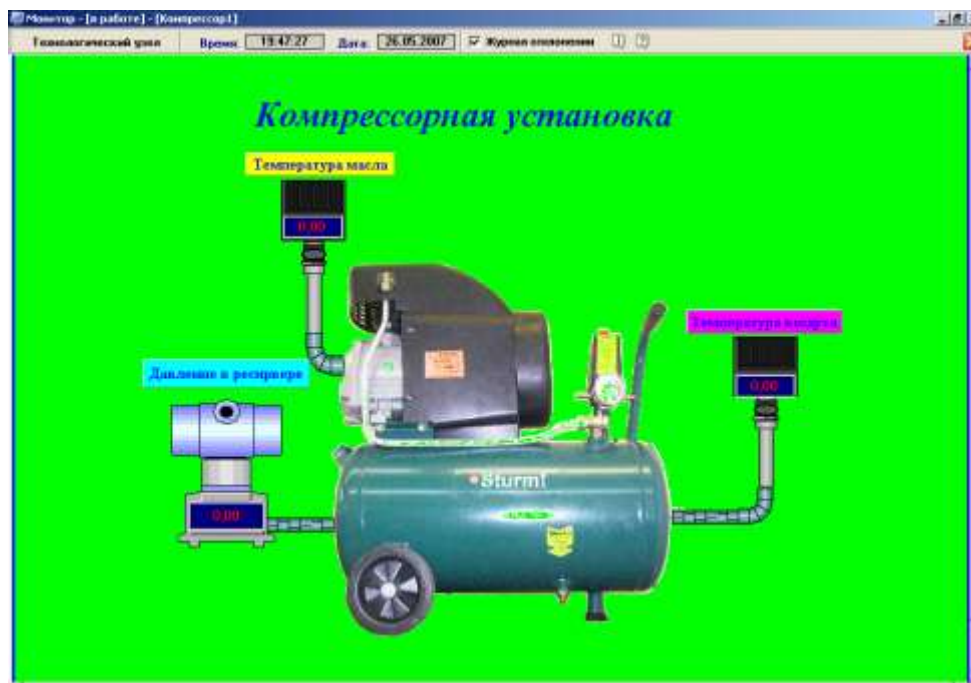 Монитор - [в работе] - [Компрессор1]
Технологический узел Время: 19:47:27 Дата: 26.05.2007 Журнал отклонений
Компрессорная установка
Температура масла
0,00
Температура воздуха
Давление в ресивере
0,00
Sturm!
0,00